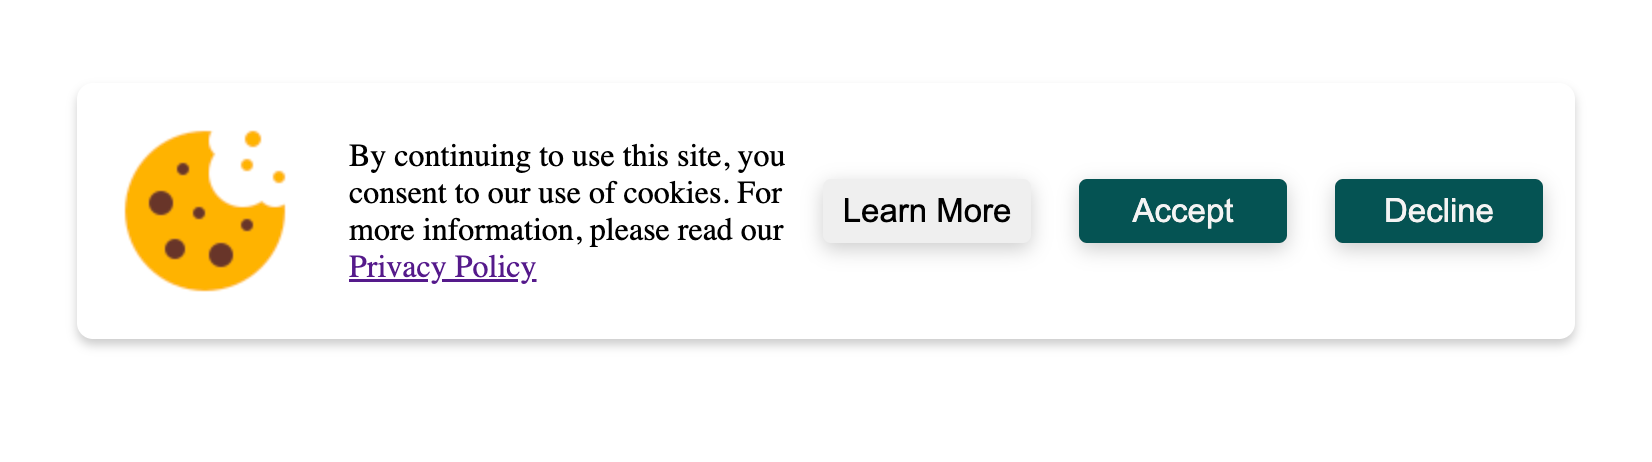 By continuing to use this site, you
consent to our use of cookies. For
more information, please read our
Privacy Policy
Learn More
Accept
Decline